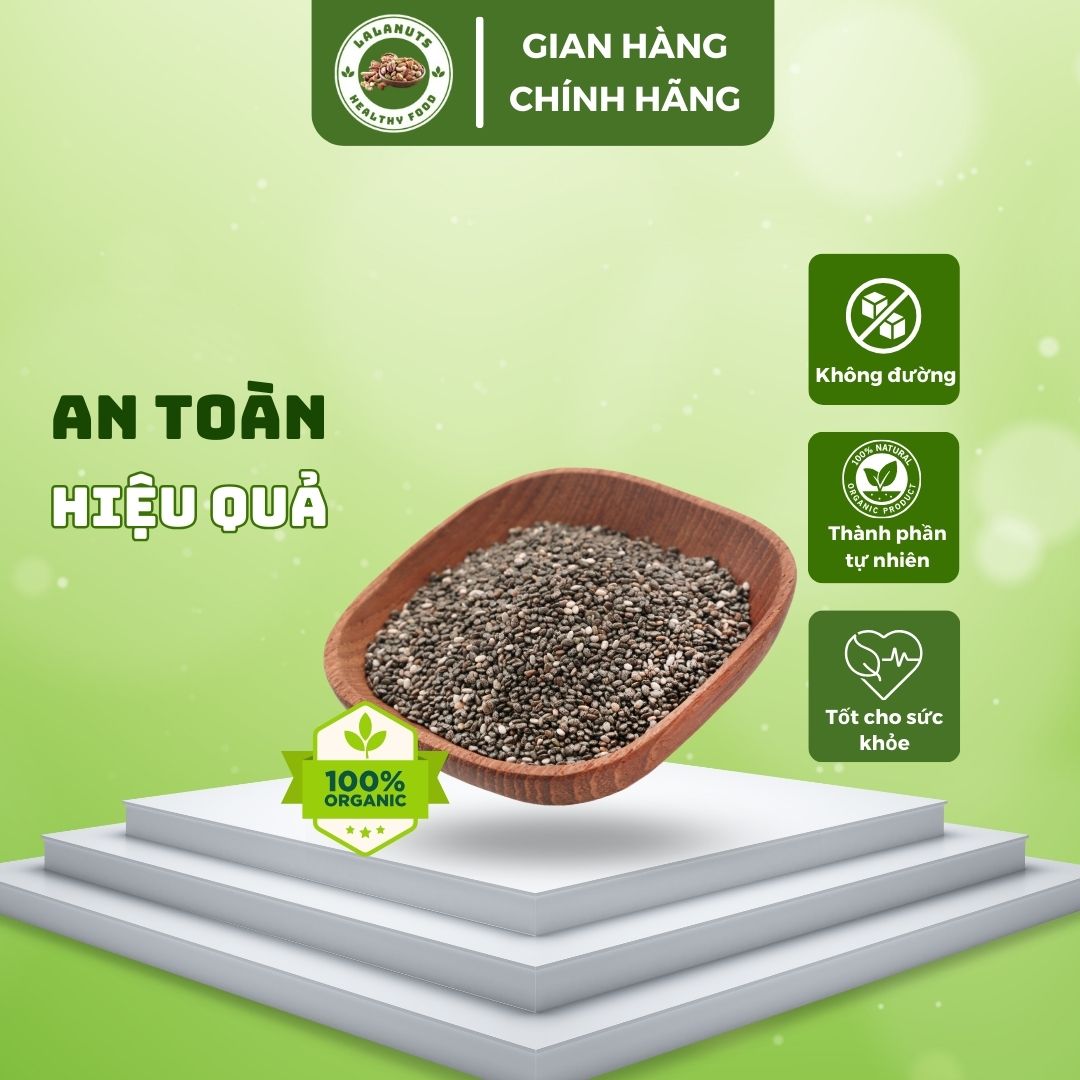 LALANUTS
HEALTHY FOOD
GIAN HÀNG
CHÍNH HÃNG
Không đường
AN TOÀN
HIỆU QUẢ
100% NATURAL
ORGANIC PRODUCT
Thành phần
tự nhiên
Tốt cho sức
khỏe
100%
ORGANIC